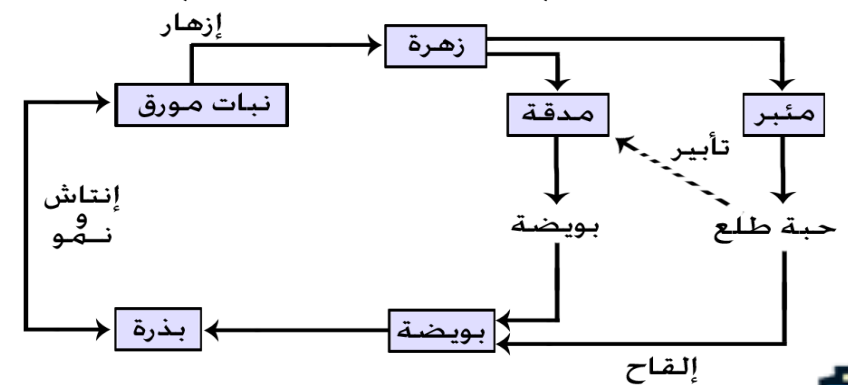 إزهار
زهرة
نبات مورق
مدقة
مئبر
تأبير
إنتاش
و
نمو
بويضة
حبة طلع
بذرة
بويضة
إلقاح